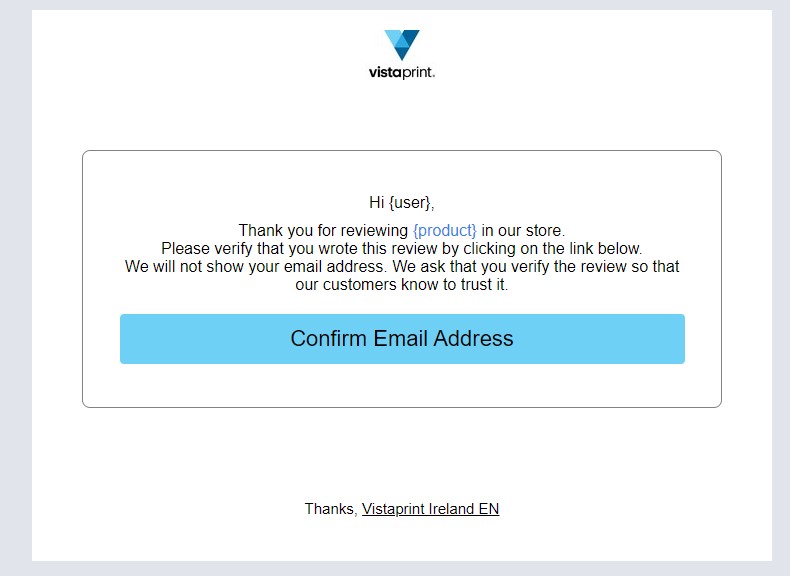 vistaprint.
Hi {user},
Thank you for reviewing {product} in our store.
Please verify that you wrote this review by clicking on the link below.
We will not show your email address. We ask that you verify the review so that
our customers know to trust it.
Confirm Email Address
Thanks, Vistaprint Ireland EN